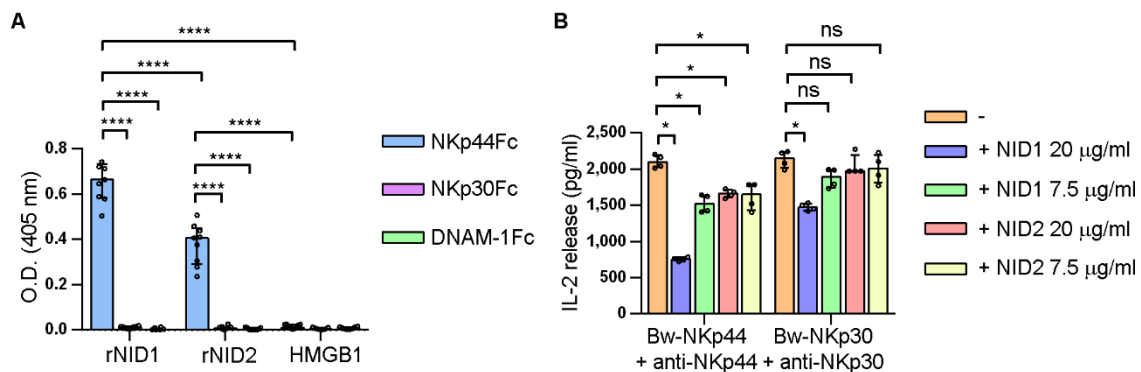 A
****
****
****
****
****
****
****
O.D. (405 nm)
0.8
0.6
0.4
0.2
0.0
rNID1
rNID2
HMGB1
NKp44Fc
NKp30Fc
DNAM-1Fc
B
*
*
*
*
ns
ns
ns
*
IL-2 release (pg/ml)
2,500
2,000
1,500
1,000
500
0
Bw-NKp44
+ anti-NKp44
Bw-NKp30
+ anti-NKp30
-
+ NID1 20 μg/ml
+ NID1 7.5 μg/ml
+ NID2 20 μg/ml
+ NID2 7.5 μg/ml